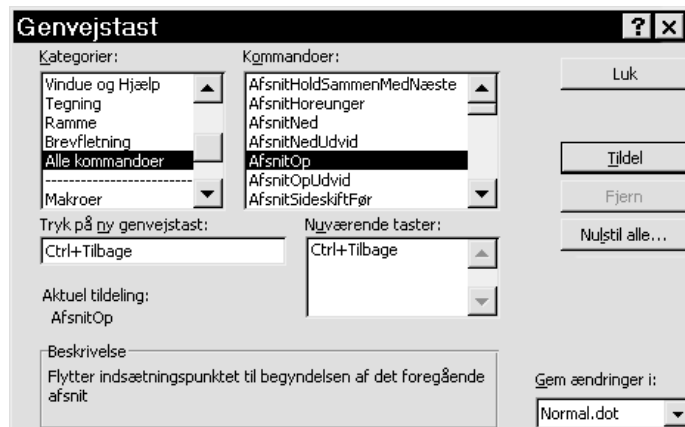 Genvejstast
Kategorier:
Vindue og Hjælp
Tegning
Ramme
Brevfletning
Alle kommandoer
-------------------------
Makroer
Kommandoer:
AfsnitHoldSammenMedNæste
AfsnitHoreunger
AfsnitNed
AfsnitNedUdvid
AfsnitOp
AfsnitOpUdvid
AfsnitSideskiftFør
Luk
Tildel
Fjern
Nulstil alle...
Tryk på ny genvejstast:
Ctrl+Tilbage
Nuværende taster:
Ctrl+Tilbage
Aktuel tildeling:
AfsnitOp
Beskrivelse
Flytter indsætningspunktet til begyndelsen af det foregående
afsnit
Gem ændringer i:
Normal.dot